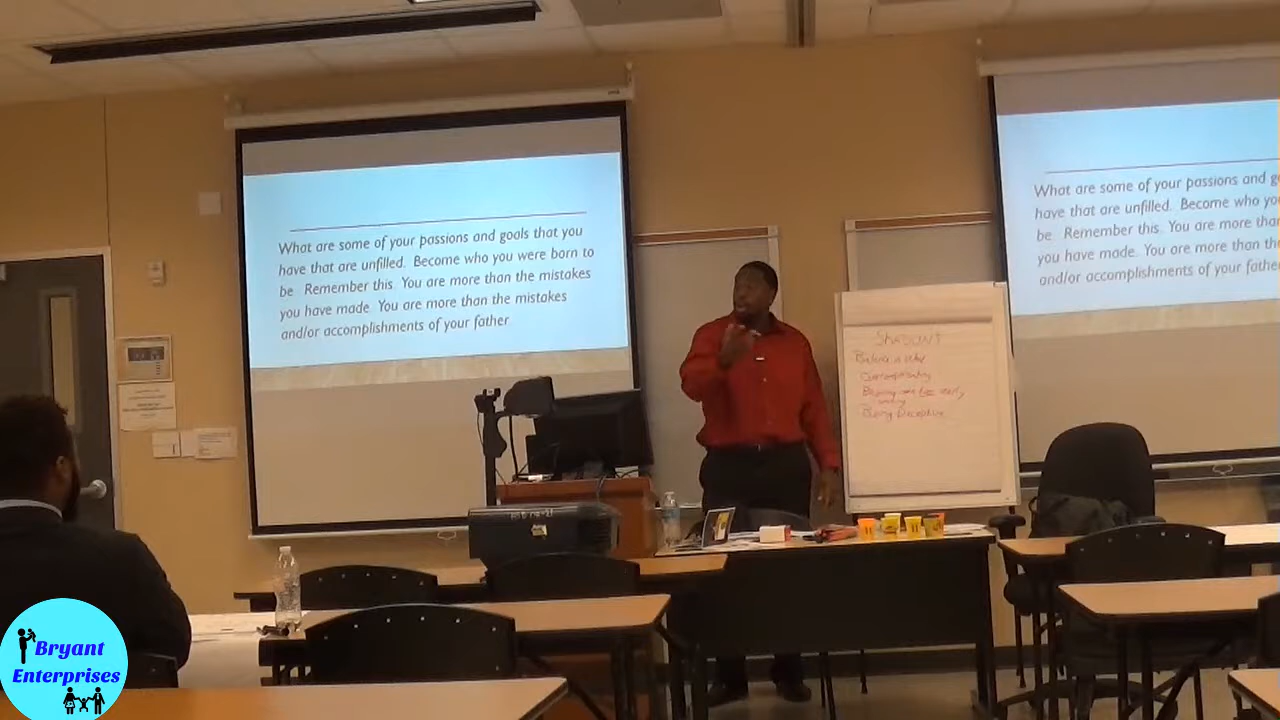 What are some of your passions and goals that you
have that are unfilled. Become who you were born to
be. Remember this. You are more than the mistakes
you have made. You are more than the mistakes
and/or accomplishments of your father
What are some of your passions and
have that are unfilled. Become who
be. Remember this. You are more
you have made. You are more than
and/or accomplishments of your
SHADOWS
Being Deceptive
Bryant
Enterprises